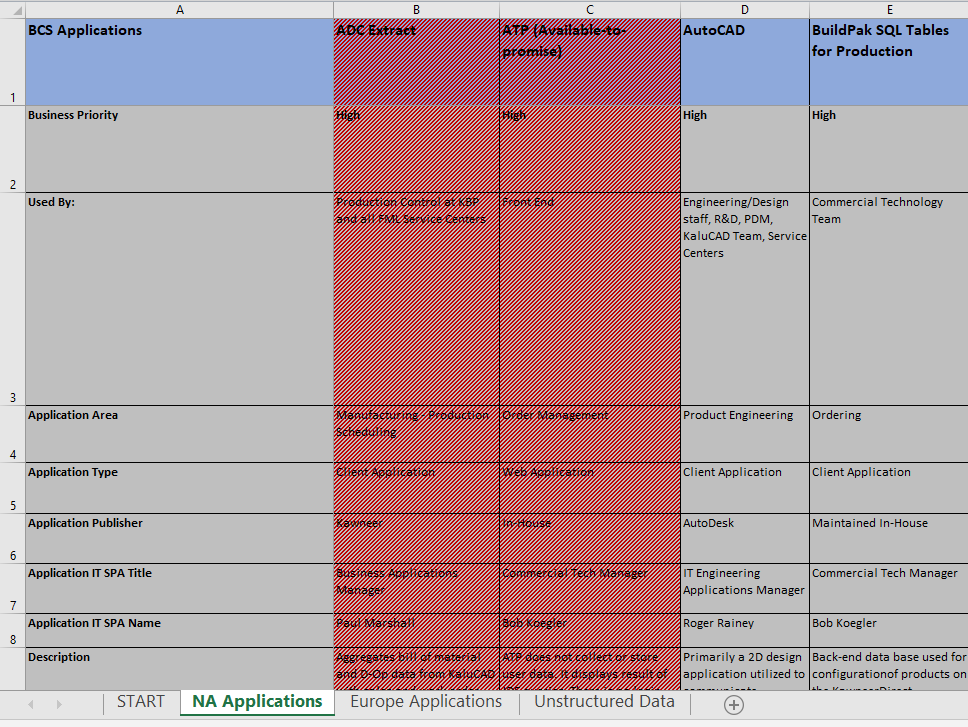 A B C D E
1 BCS Applications ADC Extract ATP (Available-to- AutoCAD BuildPak SQL Tables
promise) for Production
2 Business Priority High High High High
3 Used By: Production Control at KBP Front End Engineering/Design Commercial Technology
and all FML Service Centers staff, R&D, PDM, Team
KaluCAD Team, Service
Centers
4 Application Area Manufacturing - Production Order Management Product Engineering Ordering
Scheduling
5 Application Type Client Application Web Application Client Application Client Application
6 Application Publisher Kawneer In-House AutoDesk Maintained In-House
7 Application IT SPA Title Business Applications Commercial Tech Manager IT Engineering Commercial Tech Manager
Manager Applications Manager
8 Application IT SPA Name Paul Marshall Bob Koegler Roger Rainey Bob Koegler
Description Aggregates bill of material ATP does not collect or store Primarily a 2D design Back-end data base used for
and D-Op data from KaluCAD user data. It displays result of application utilized to configurationof products on
START NA Applications Europe Applications Unstructured Data